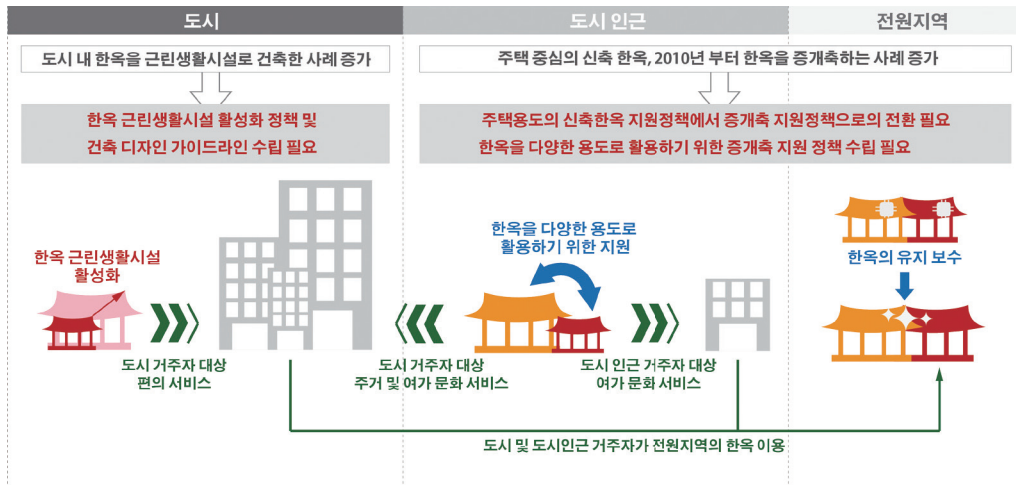 도시
도시 인근
전원지역
도시 내 한옥을 근린생활시설로 건축한 사례 증가
주택 중심의 신축 한옥, 2010년 부터 한옥을 증개축하는 사례 증가
한옥 근린생활시설 활성화 정책 및
건축 디자인 가이드라인 수립 필요
주택용도의 신축한옥 지원정책에서 증개축 지원정책으로의 전환 필요
한옥을 다양한 용도로 활용하기 위한 증개축 지원 정책 수립 필요
한옥 근린생활시설
활성화
한옥을 다양한 용도로
활용하기 위한 지원
한옥의 유지 보수
도시 거주자 대상
편의 서비스
도시 거주자 대상
주거 및 여가 문화 서비스
도시 인근 거주자 대상
여가 문화 서비스
도시 및 도시인근 거주자가 전원지역의 한옥 이용